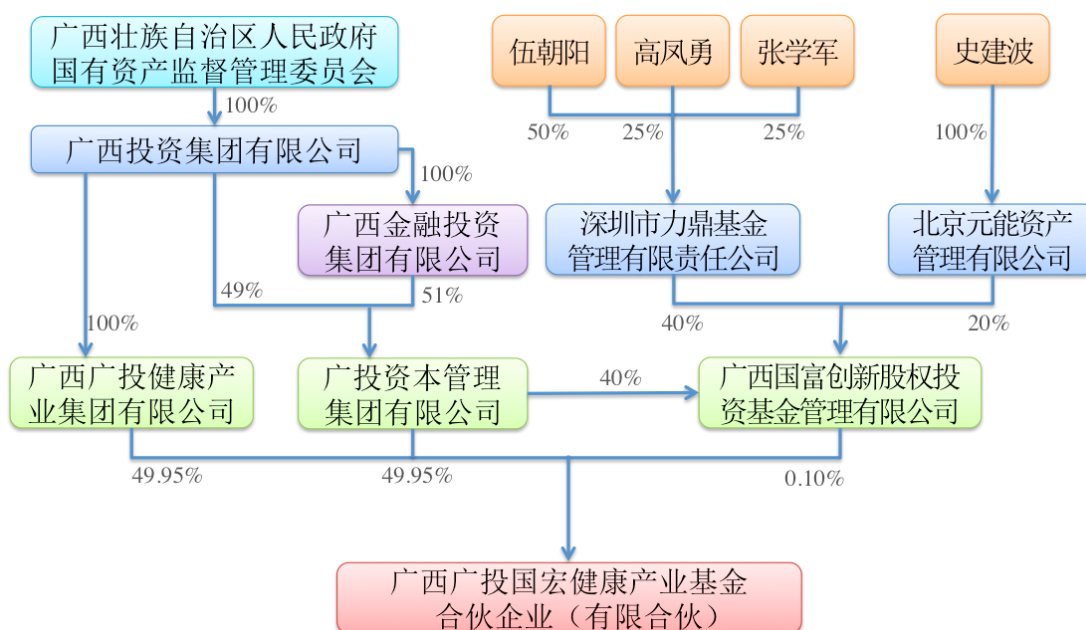 广西壮族自治区人民政府
国有资产监督管理委员会
伍朝阳
高凤勇
张学军
史建波
100%
50%
25%
25%
100%
广西投资集团有限公司
100%
广西金融投资
集团有限公司
深圳市力鼎基金
管理有限责任公司
北京元能资产
管理有限公司
49%
51%
100%
40%
20%
广西广投健康产
业集团有限公司
广投资本管理
集团有限公司
40%
广西国富创新股权投
资基金管理有限公司
49.95%
49.95%
0.10%
广西广投国宏健康产业基金
合伙企业（有限合伙）